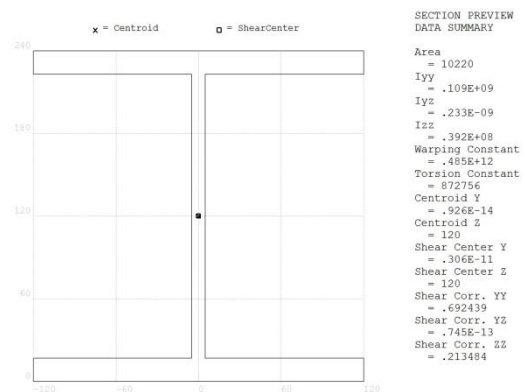 x = Centroid
= ShearCenter
SECTION PREVIEW
DATA SUMMARY
Area
= 10220
Iyy
= .109E+09
Iyz
= .233E-09
Izz
= .392E+08
Warping Constant
= .485E+12
Torsion Constant
= 872756
Centroid Y
= .926E-14
Centroid Z
= 120
Shear Center Y
= .306E-11
Shear Center Z
= 120
Shear Corr. YY
= .692439
Shear Corr. YZ
= .745E-13
Shear Corr. ZZ
= .213484
240
180
120
60
0
-120
-60
0
60
120